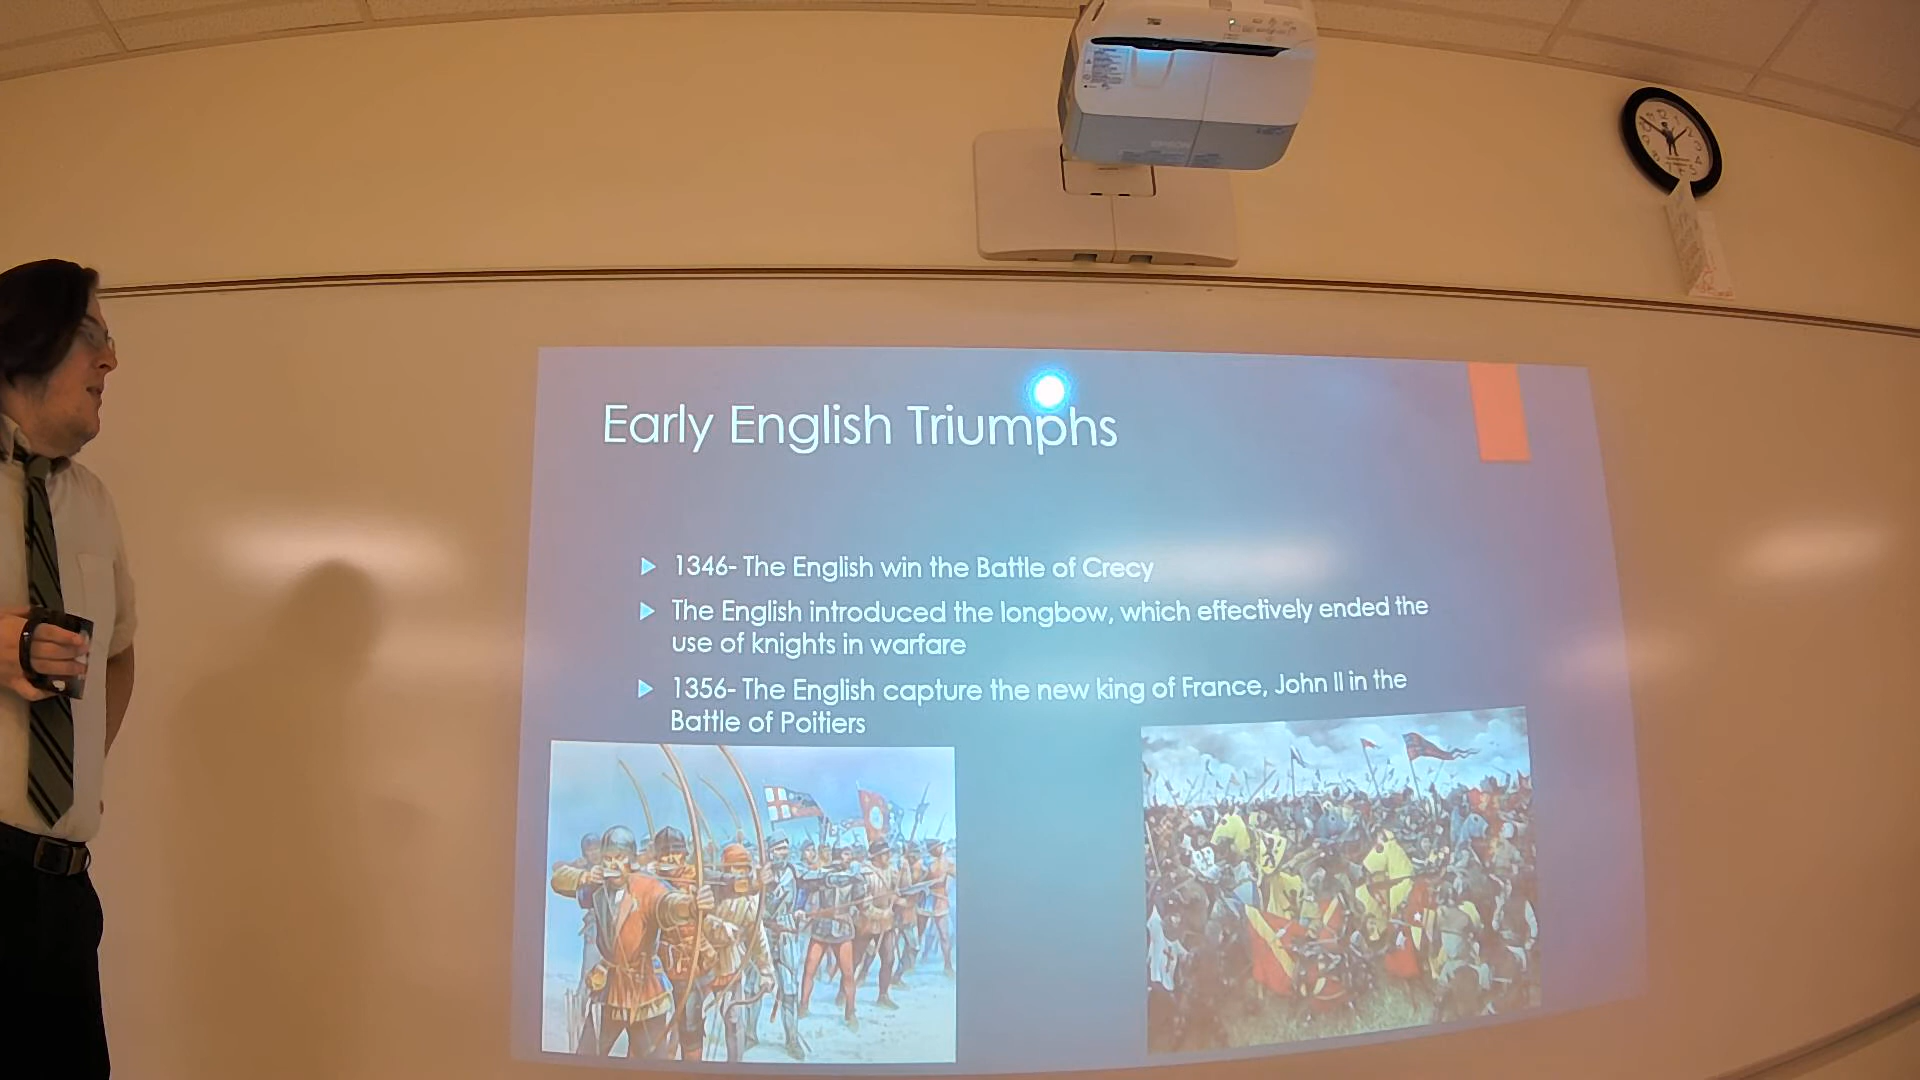 Early English Triumphs
1346- The English win the Battle of Crecy
The English introduced the longbow, which effectively ended the
use of knights in warfare
1356- The English capture the new king of France, John II in the
Battle of Poitiers